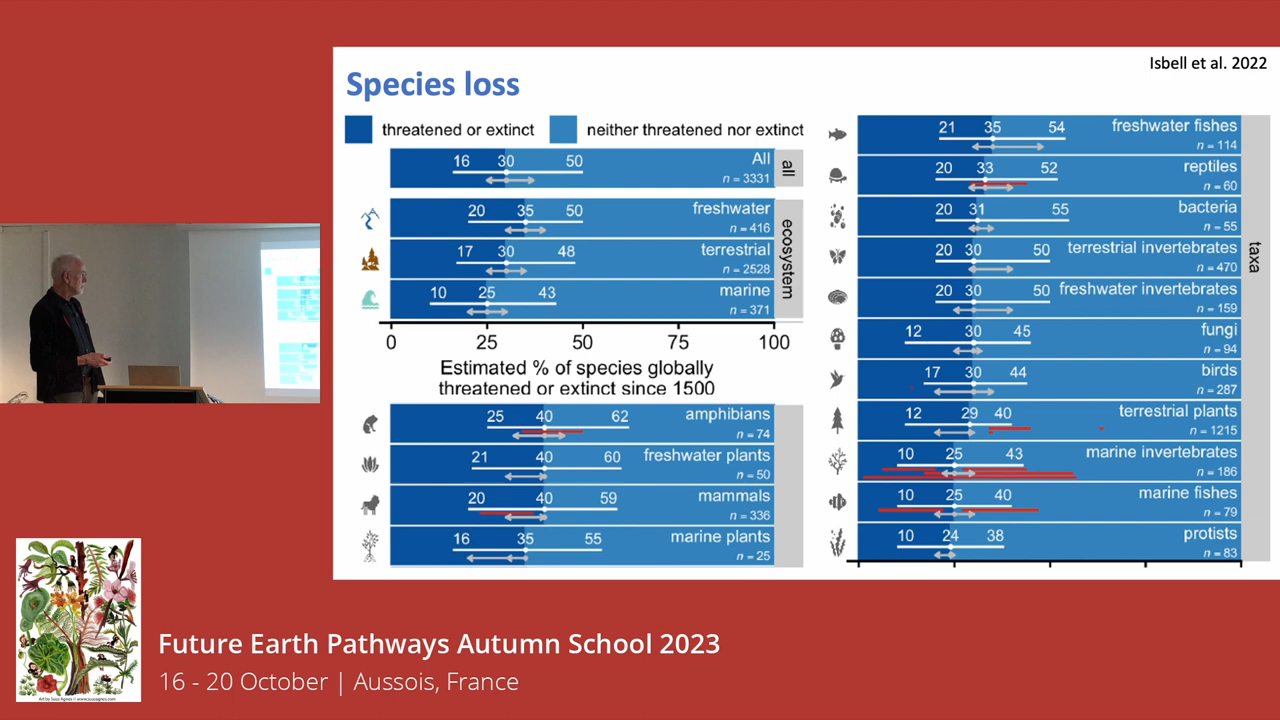 Isbell et al. 2022
Species loss
threatened or extinct
neither threatened nor extinct
16 30 50 All
n = 3331
all
20 35 50 freshwater
n = 416
17 30 48 terrestrial
n = 2528
10 25 43 marine
n = 371
ecosystem
0 25 50 75 100
Estimated % of species globally
threatened or extinct since 1500
25 40 62 amphibians
n = 74
21 40 60 freshwater plants
n = 50
20 40 59 mammals
n = 336
16 35 55 marine plants
n = 25
21 35 54 freshwater fishes
n = 114
20 33 52 reptiles
n = 60
20 31 55 bacteria
n = 55
20 30 50 terrestrial invertebrates
n = 470
20 30 50 freshwater invertebrates
n = 159
12 30 45 fungi
n = 94
17 30 44 birds
n = 287
12 29 40 terrestrial plants
n = 1215
10 25 43 marine invertebrates
n = 186
10 25 40 marine fishes
n = 79
10 24 38 protists
n = 83
taxa
Future Earth Pathways Autumn School 2023
16 - 20 October | Aussois, France